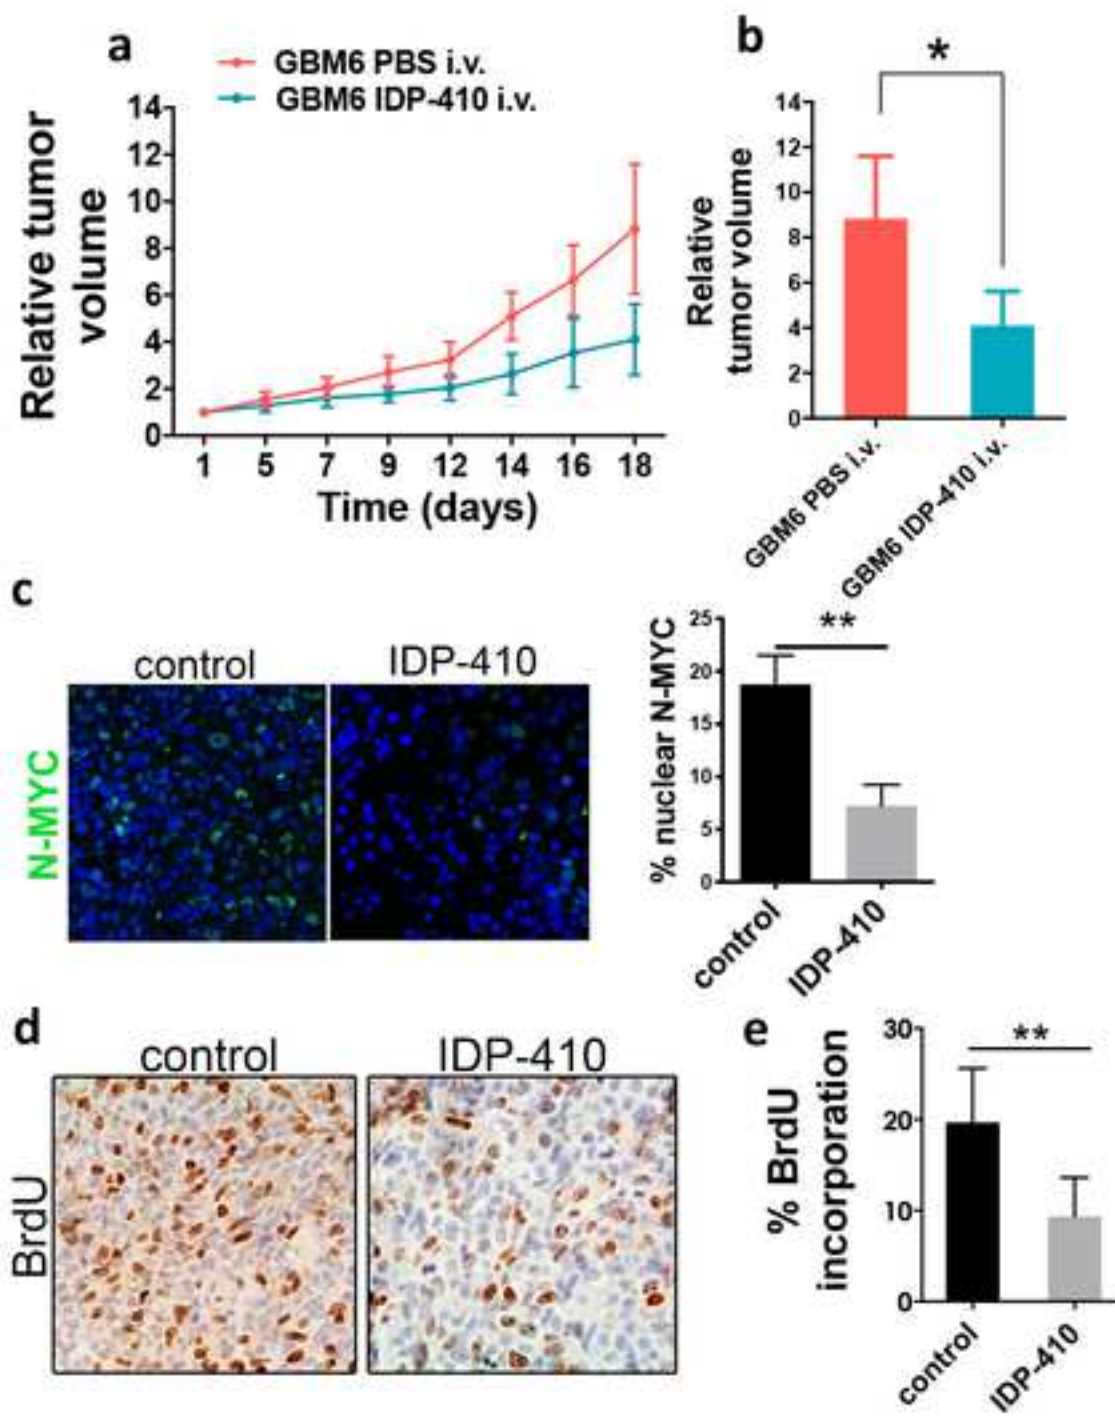 a
GBM6 PBS i.v.
GBM6 IDP-410 i.v.
Relative tumor
volume
14
12
10
8
6
4
2
0
1 5 7 9 12 14 16 18
Time (days)
b
*
Relative
tumor volume
14
12
10
8
6
4
2
0
GBM6 PBS i.v.
GBM6 IDP-410 i.v.
c
control IDP-410
N-MYC
% nuclear N-MYC
25
20
15
10
5
0
**
control
IDP-410
d
control IDP-410
BrdU
e
% BrdU
incorporation
30
20
10
0
**
control
IDP-410